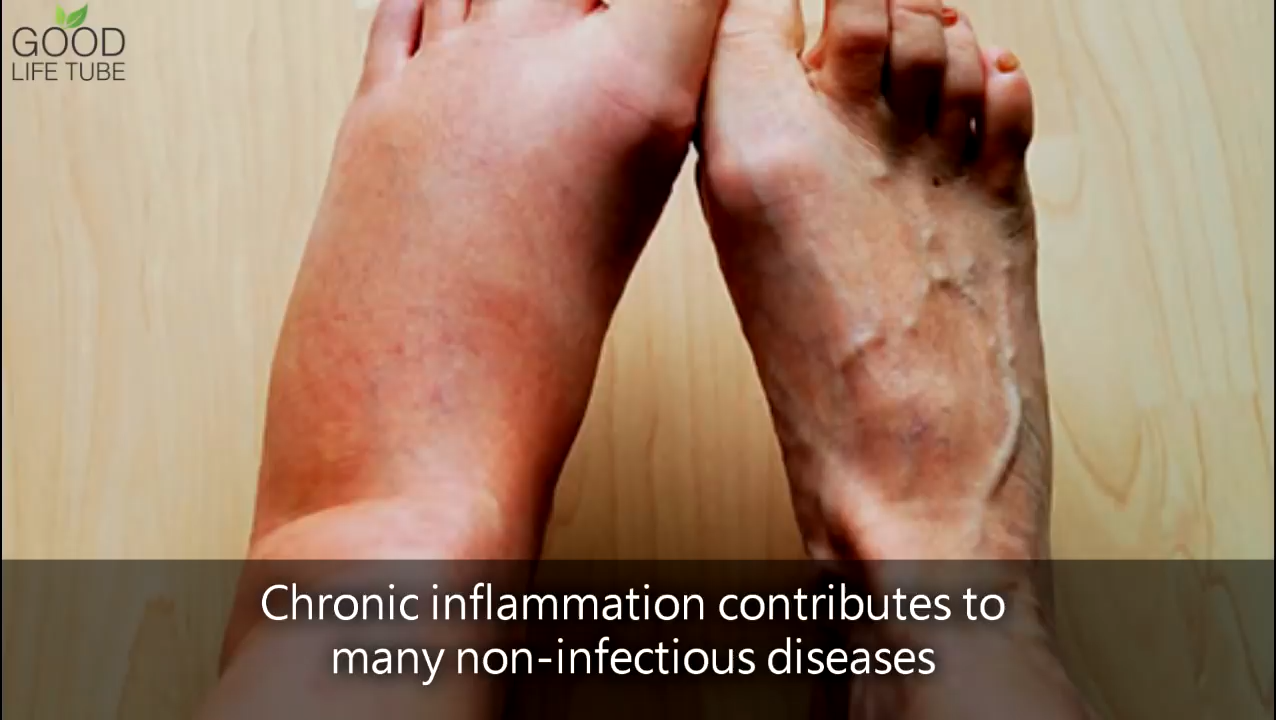 GOOD
LIFE TUBE
Chronic inflammation contributes to
many non-infectious diseases